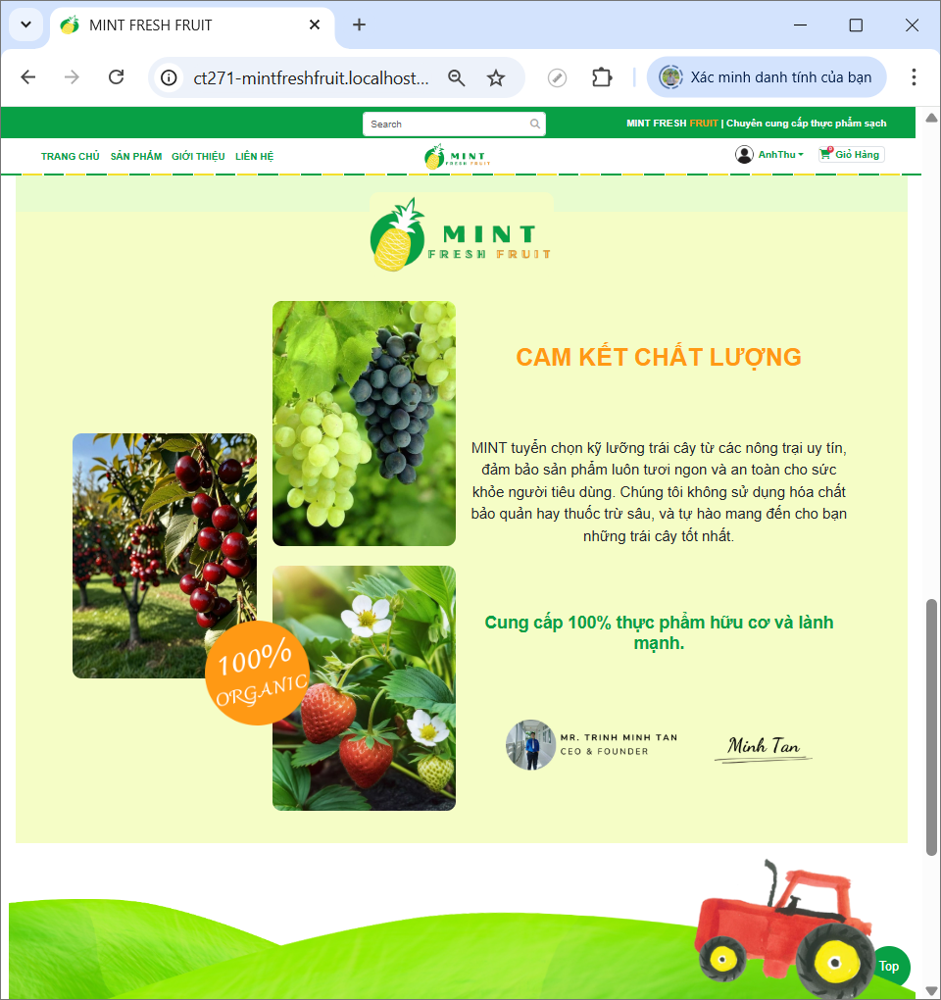 MINT FRESH FRUIT
ct271-mintfreshfruit.localhost...
Xác minh danh tính của bạn
Search
MINT FRESH FRUIT | Chuyên cung cấp thực phẩm sạch
TRANG CHỦ SẢN PHẨM GIỚI THIỆU LIÊN HỆ
MINT
FRESH FRUIT
AnhThu
0
Giỏ Hàng
MINT
FRESH FRUIT
CAM KẾT CHẤT LƯỢNG
MINT tuyển chọn kỹ lưỡng trái cây từ các nông trại uy tín,
đảm bảo sản phẩm luôn tươi ngon và an toàn cho sức
khỏe người tiêu dùng. Chúng tôi không sử dụng hóa chất
bảo quản hay thuốc trừ sâu, và tự hào mang đến cho bạn
những trái cây tốt nhất.
Cung cấp 100% thực phẩm hữu cơ và lành
mạnh.
100%
ORGANIC
MR. TRINH MINH TAN
CEO & FOUNDER
Minh Tan
Top